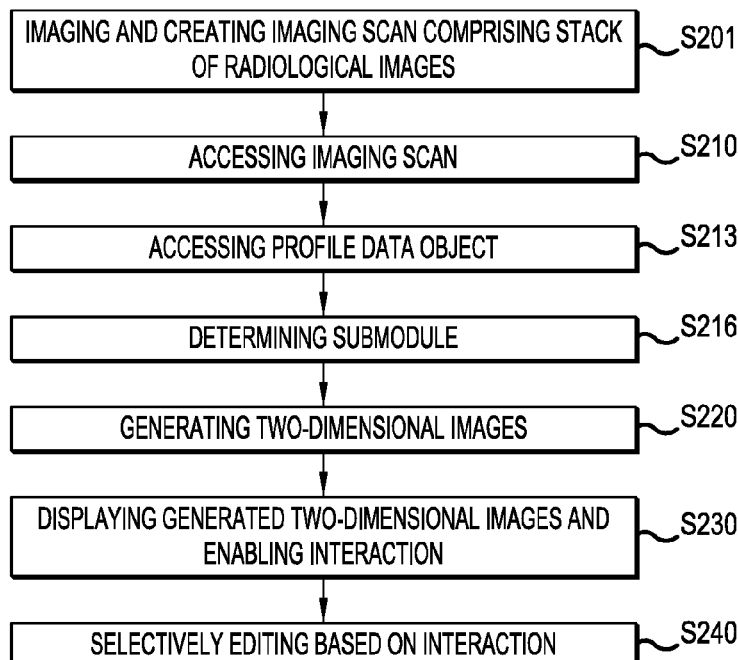 IMAGING AND CREATING IMAGING SCAN COMPRISING STACK
OF RADIOLOGICAL IMAGES
S201
ACCESSING IMAGING SCAN
S210
ACCESSING PROFILE DATA OBJECT
S213
DETERMINING SUBMODULE
S216
GENERATING TWO-DIMENSIONAL IMAGES
S220
DISPLAYING GENERATED TWO-DIMENSIONAL IMAGES AND
ENABLING INTERACTION
S230
SELECTIVELY EDITING BASED ON INTERACTION
S240